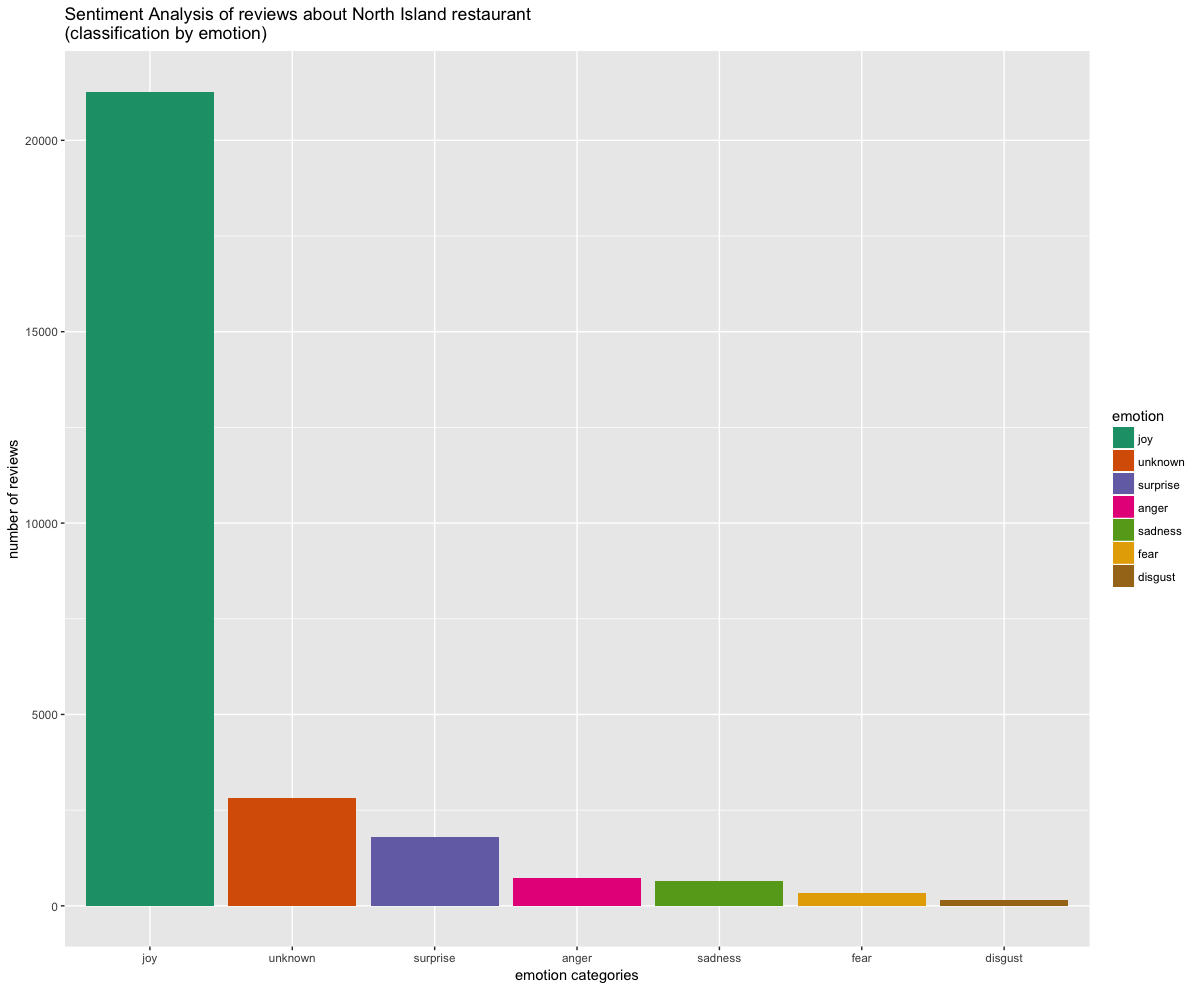 Sentiment Analysis of reviews about North Island restaurant
(classification by emotion)
number of reviews
20000
15000
10000
5000
0
joy
unknown
surprise
anger
sadness
fear
disgust
emotion categories
emotion
joy
unknown
surprise
anger
sadness
fear
disgust